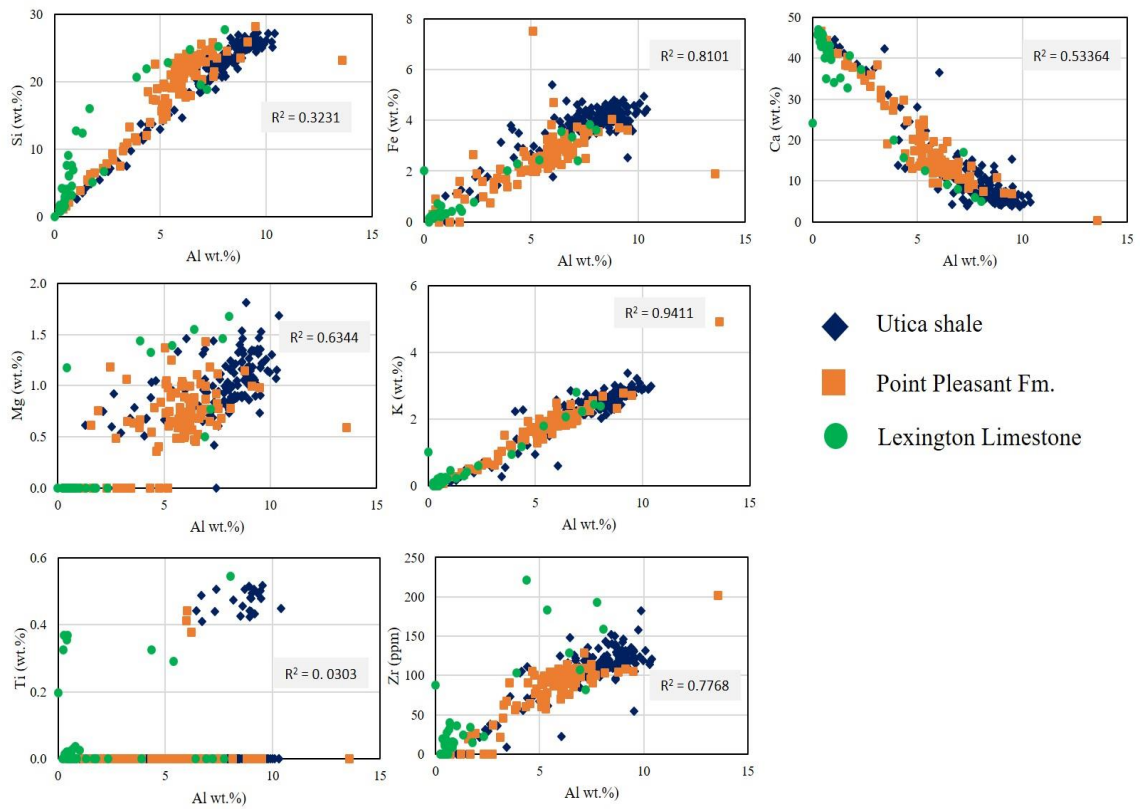 30
20
10
0
Si (wt.%)
R² = 0.3231
0
5
10
15
Al wt.%)
8
6
4
2
0
Fe (wt.%)
R² = 0.8101
0
5
10
15
Al wt.%)
50
40
30
20
10
0
Ca (wt.%)
R² = 0.53364
0
5
10
15
Al wt.%)
2.0
1.5
1.0
0.5
0.0
Mg (wt.%)
R² = 0.6344
0
5
10
15
Al wt.%)
6
4
2
0
K (wt.%)
R² = 0.9411
0
5
10
15
Al wt.%)
Utica shale
Point Pleasant Fm.
Lexington Limestone
0.6
0.4
0.2
0.0
Ti (wt.%)
R² = 0. 0303
0
5
10
15
Al wt.%)
250
200
150
100
50
0
Zr (ppm)
R² = 0.7768
0
5
10
15
Al wt.%)